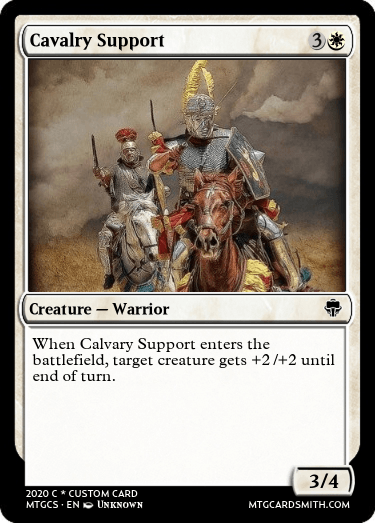 Cavalry Support 3
Creature — Warrior
When Calvary Support enters the
battlefield, target creature gets +2/+2 until
end of turn.
3/4
2020 C * CUSTOM CARD
MTGCS • EN Unknown
MTGCARDSMITH.COM